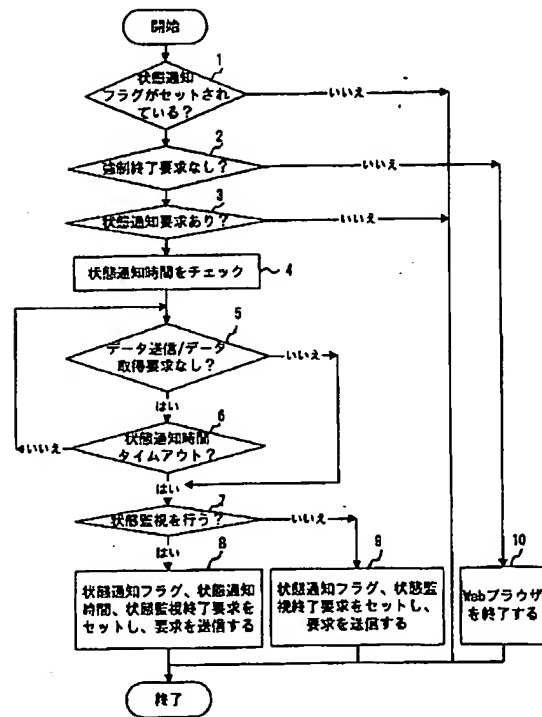 開始
1
状態通知
フラグがセットされ
ている？
いいえ
2
強制終了要求なし？
いいえ
3
状態通知要求あり？
いいえ
状態通知時間をチェック
4
5
データ送信/データ
取得要求なし？
いいえ
はい
6
状態通知時間
タイムアウト？
いいえ
はい
7
状態監視を行う？
いいえ
はい
8
状態通知フラグ、状態通知
時間、状態監視終了要求を
セットし、要求を送信する
9
状態通知フラグ、状態監
視終了要求をセットし、
要求を送信する
10
Webブラウザ
を終了する
終了